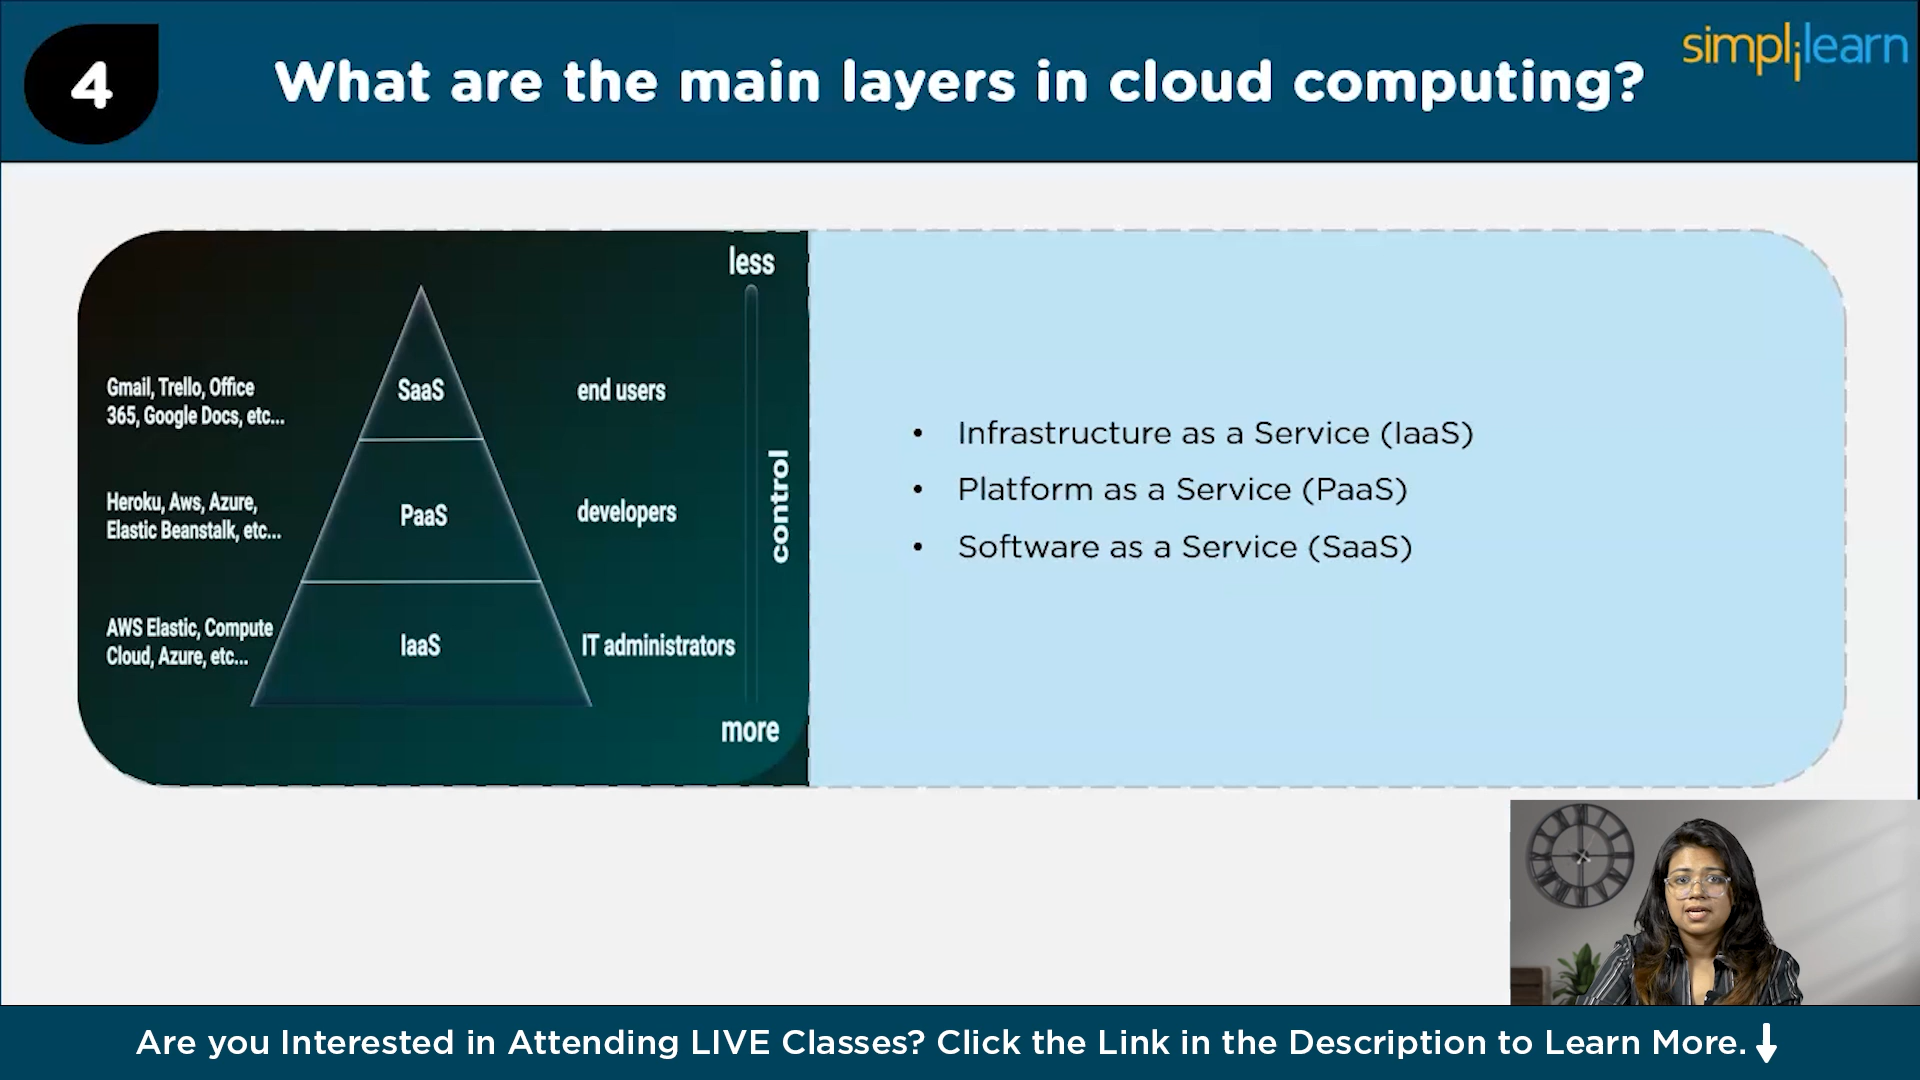 4
What are the main layers in cloud computing?
simplilearn
less
Gmail, Trello, Office
365, Google Docs, etc...
SaaS
end users
Heroku, Aws, Azure,
Elastic Beanstalk, etc...
PaaS
developers
control
AWS Elastic, Compute
Cloud, Azure, etc...
IaaS
IT administrators
more
• Infrastructure as a Service (IaaS)
• Platform as a Service (PaaS)
• Software as a Service (SaaS)
Are you Interested in Attending LIVE Classes? Click the Link in the Description to Learn More.